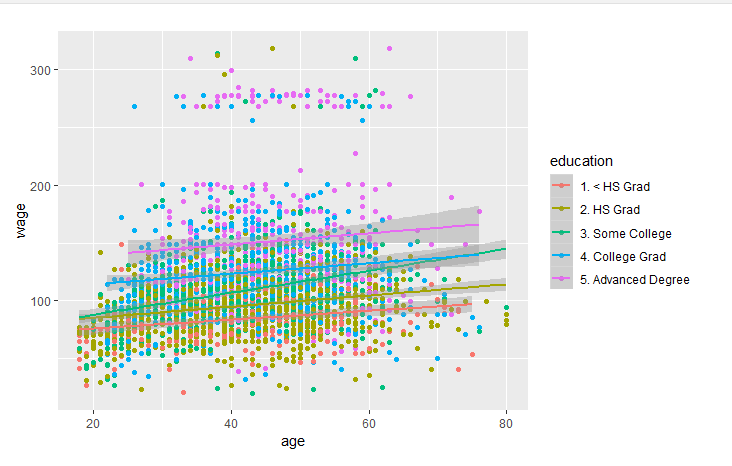 300
200
100
wage
20
40
60
80
age
education
1. < HS Grad
2. HS Grad
3. Some College
4. College Grad
5. Advanced Degree